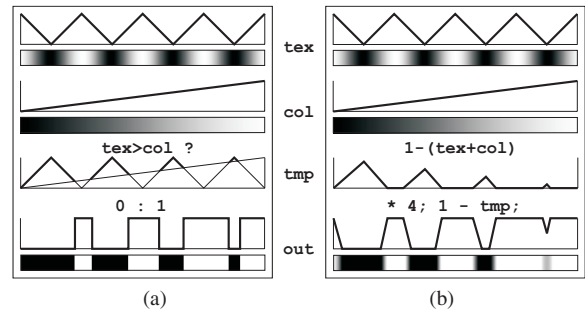 tex
col
tex>col ?
1-(tex+col)
tmp
0 : 1
* 4; 1 - tmp;
out
(a)
(b)